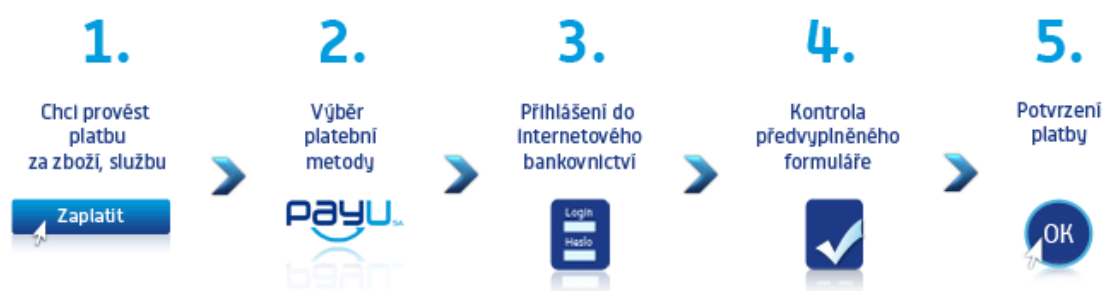 1.
Chci provést
platbu
za zboží, službu
Zaplatit
2.
Výběr
platební
metody
PayU SA
3.
Přihlášení do
internetového
bankovnictví
Login
Heslo
4.
Kontrola
předvyplněného
formuláře
5.
Potvrzení
platby
OK